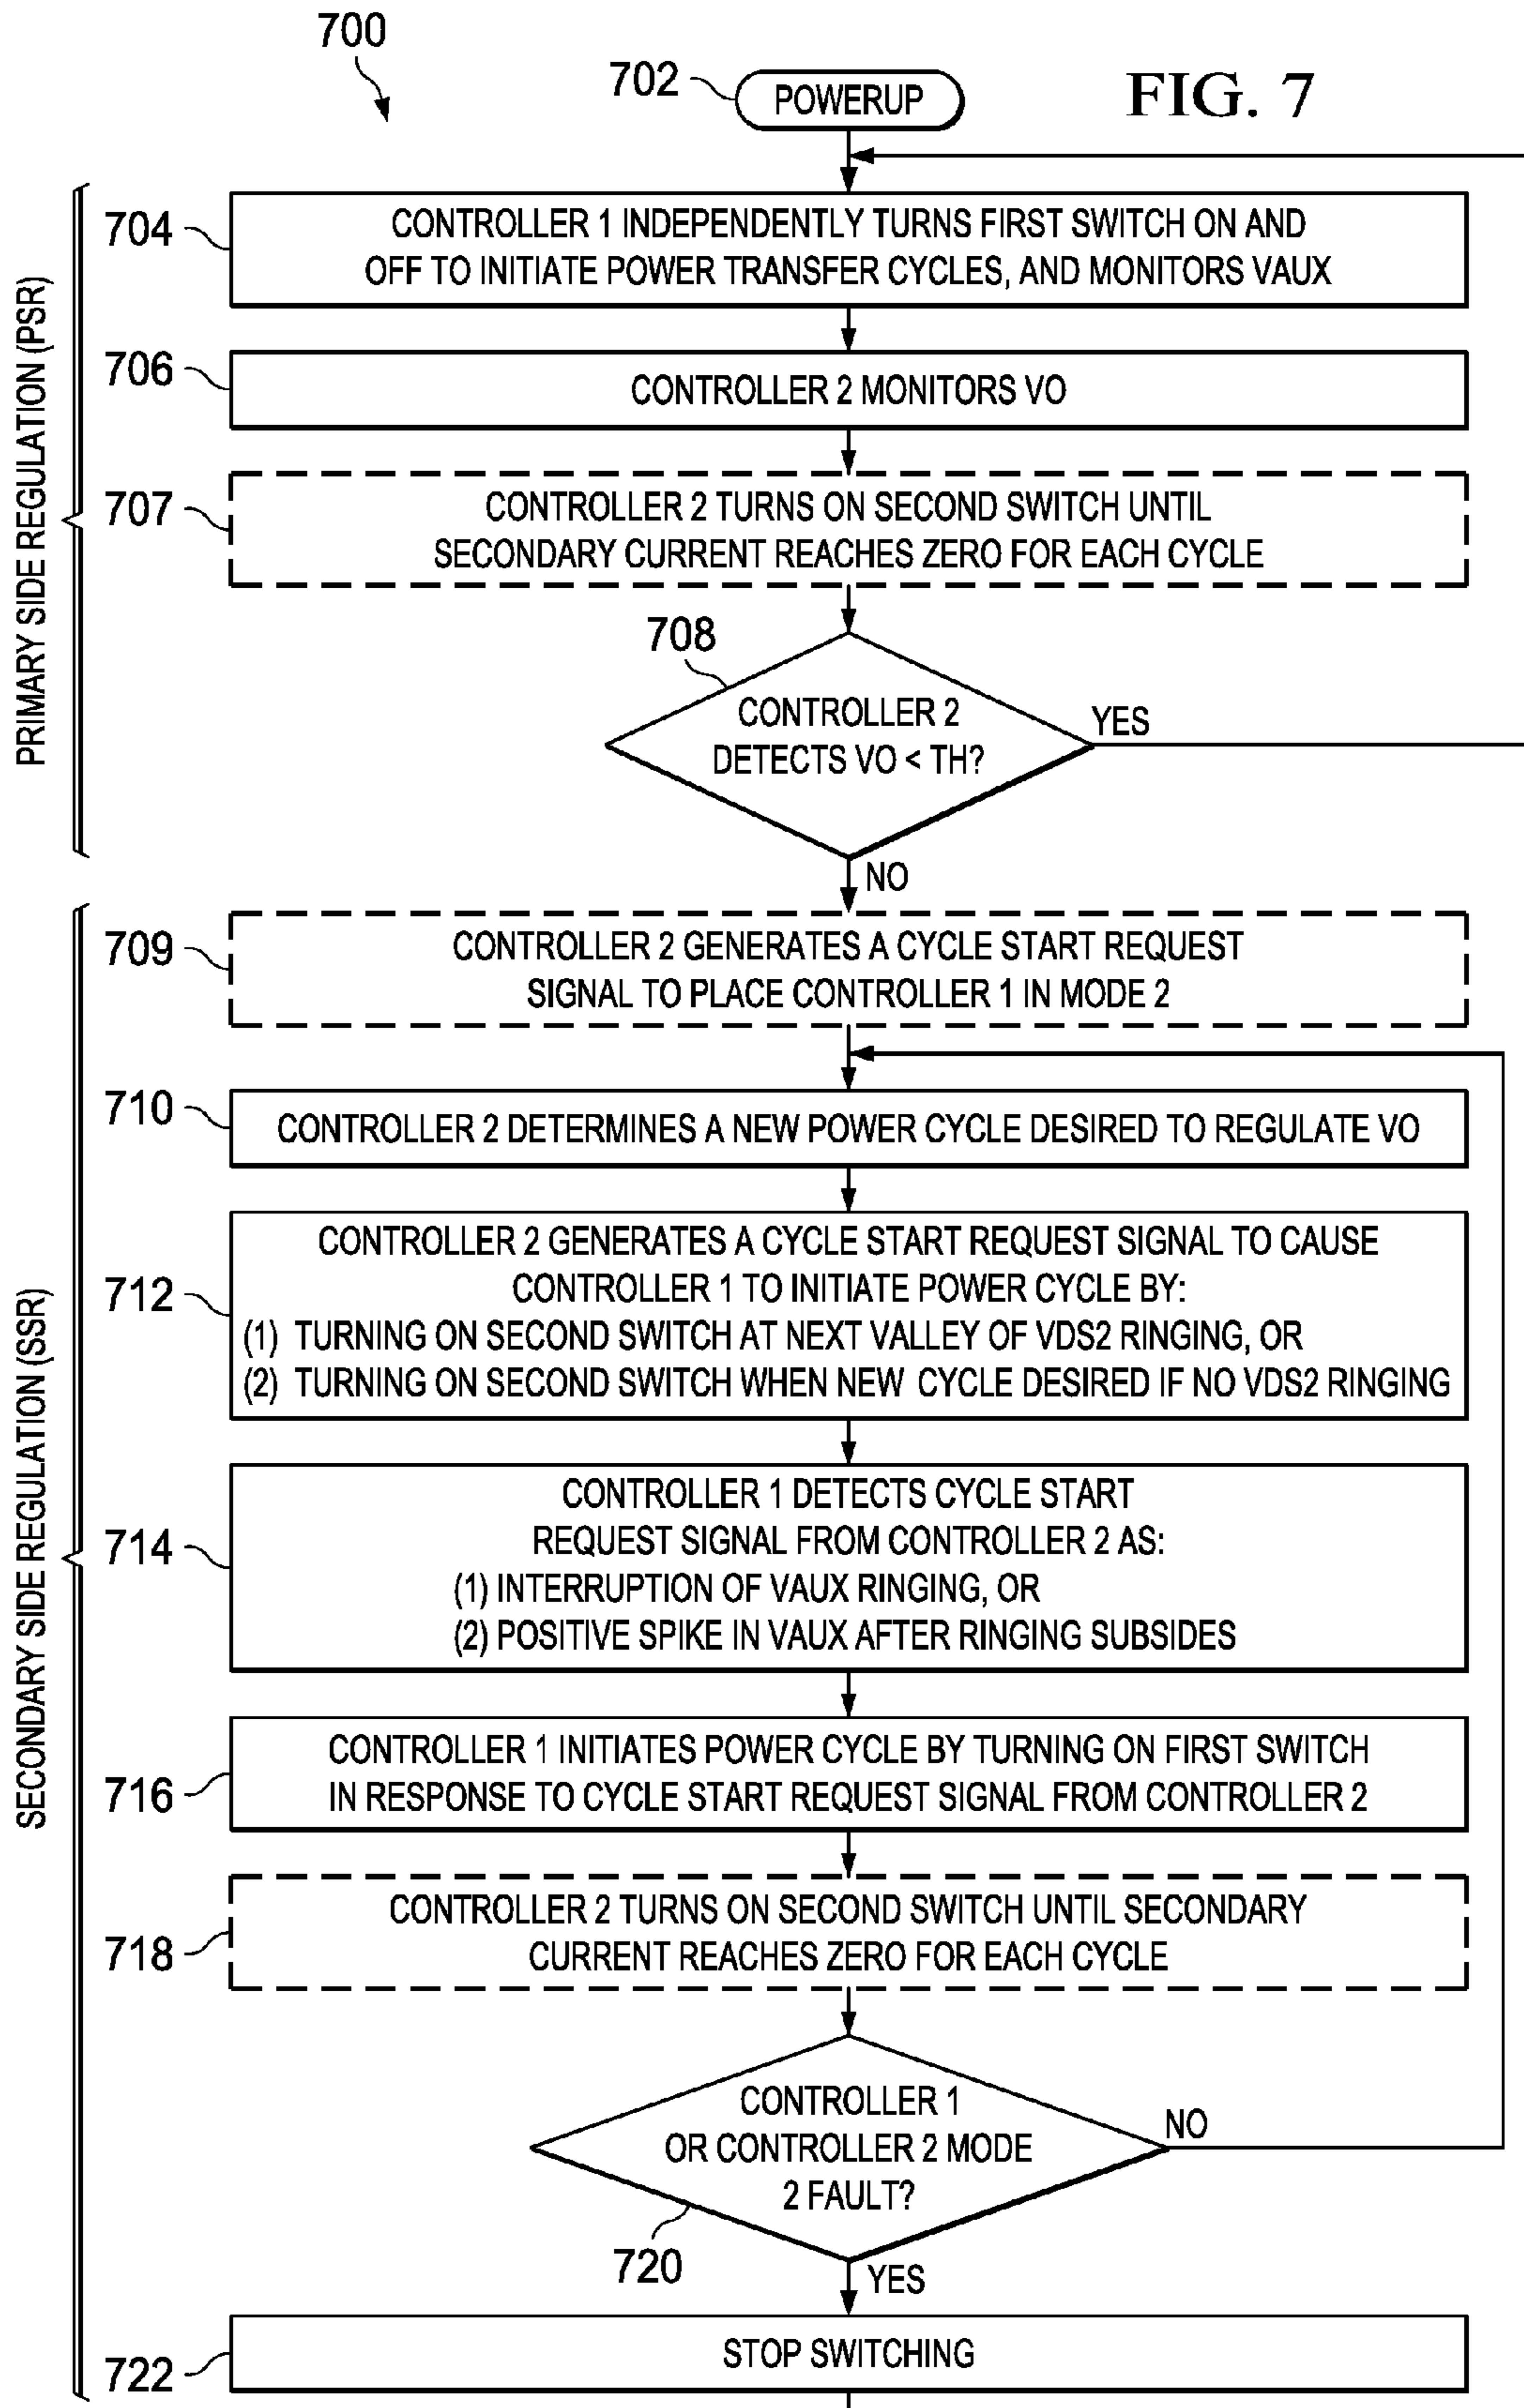 700
702
POWERUP
FIG. 7
PRIMARY SIDE REGULATION (PSR)
704
CONTROLLER 1 INDEPENDENTLY TURNS FIRST SWITCH ON AND
OFF TO INITIATE POWER TRANSFER CYCLES, AND MONITORS VAUX
706
CONTROLLER 2 MONITORS VO
707
CONTROLLER 2 TURNS ON SECOND SWITCH UNTIL
SECONDARY CURRENT REACHES ZERO FOR EACH CYCLE
708
CONTROLLER 2
DETECTS VO < TH?
YES
NO
SECONDARY SIDE REGULATION (SSR)
709
CONTROLLER 2 GENERATES A CYCLE START REQUEST
SIGNAL TO PLACE CONTROLLER 1 IN MODE 2
710
CONTROLLER 2 DETERMINES A NEW POWER CYCLE DESIRED TO REGULATE VO
712
CONTROLLER 2 GENERATES A CYCLE START REQUEST SIGNAL TO CAUSE
CONTROLLER 1 TO INITIATE POWER CYCLE BY:
(1) TURNING ON SECOND SWITCH AT NEXT VALLEY OF VDS2 RINGING, OR
(2) TURNING ON SECOND SWITCH WHEN NEW CYCLE DESIRED IF NO VDS2 RINGING
714
CONTROLLER 1 DETECTS CYCLE START
REQUEST SIGNAL FROM CONTROLLER 2 AS:
(1) INTERRUPTION OF VAUX RINGING, OR
(2) POSITIVE SPIKE IN VAUX AFTER RINGING SUBSIDES
716
CONTROLLER 1 INITIATES POWER CYCLE BY TURNING ON FIRST SWITCH
IN RESPONSE TO CYCLE START REQUEST SIGNAL FROM CONTROLLER 2
718
CONTROLLER 2 TURNS ON SECOND SWITCH UNTIL SECONDARY
CURRENT REACHES ZERO FOR EACH CYCLE
CONTROLLER 1
OR CONTROLLER 2 MODE
2 FAULT?
NO
720
YES
722
STOP SWITCHING